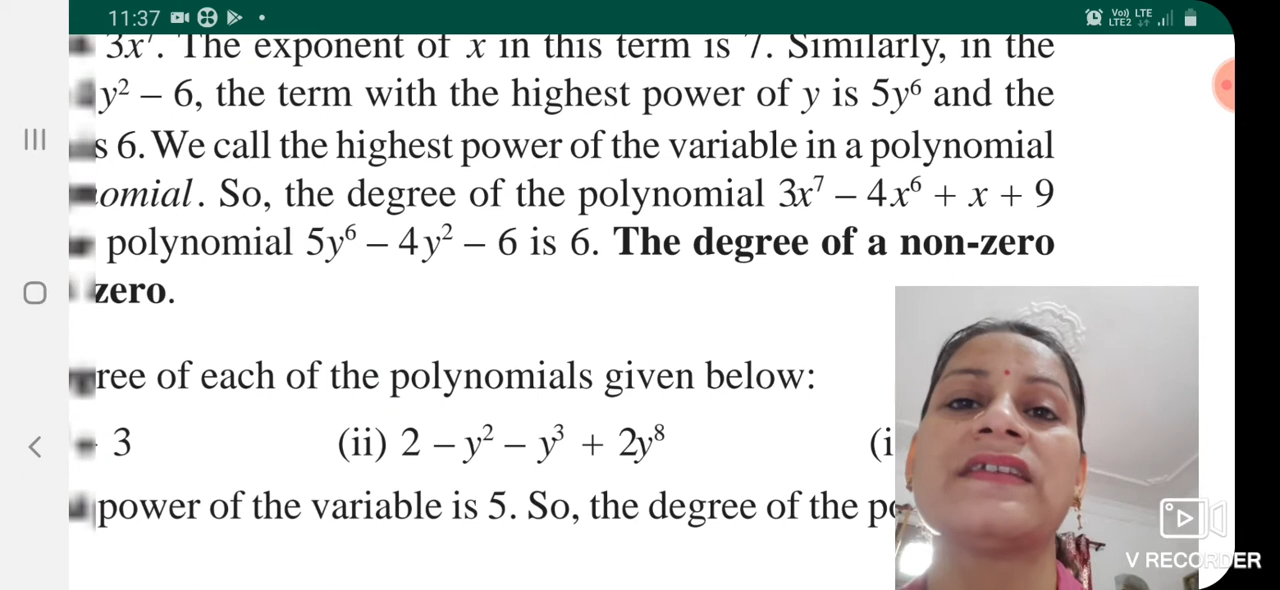 11:37
Vo)) LTE
LTE2
3x⁷. The exponent of x in this term is 7. Similarly, in the
y² – 6, the term with the highest power of y is 5y⁶ and the
s 6. We call the highest power of the variable in a polynomial
omial. So, the degree of the polynomial 3x⁷ – 4x⁶ + x + 9
polynomial 5y⁶ – 4y² – 6 is 6. The degree of a non-zero
zero.
ree of each of the polynomials given below:
3 (ii) 2 – y² – y³ + 2y⁸ (i
power of the variable is 5. So, the degree of the p
V RECORDER